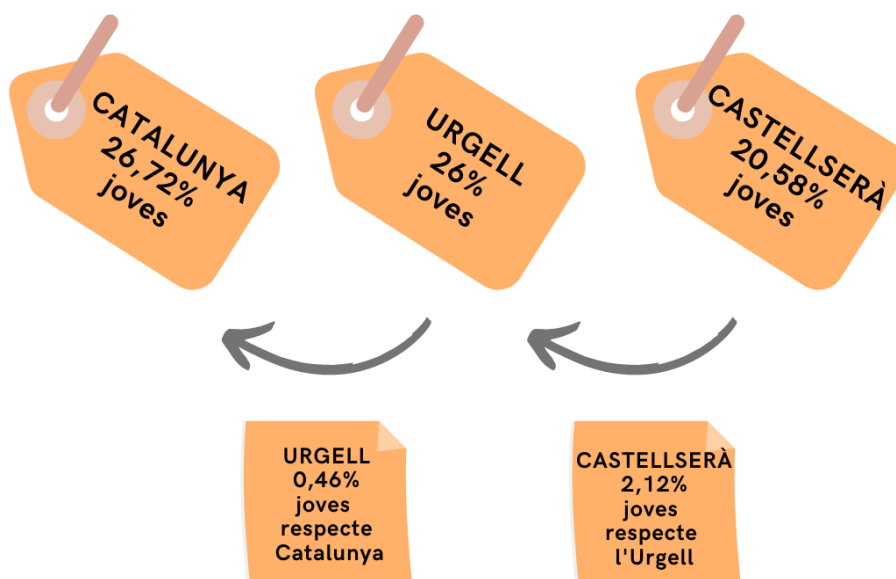 CATALUNYA
26,72%
joves
URGELL
26%
joves
CASTELLSERÀ
20,58%
joves
URGELL
0,46%
joves
respecte
Catalunya
CASTELLSERÀ
2,12%
joves
respecte
l'Urgell